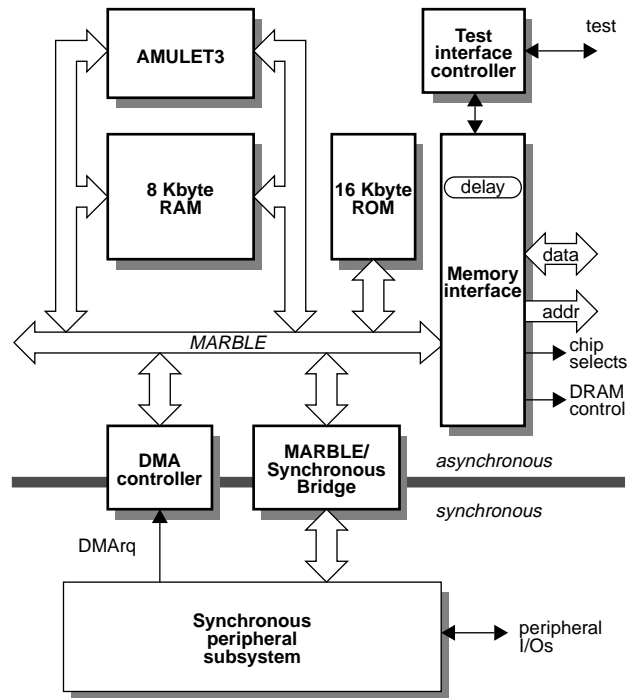 AMULET3
Test
interface
controller
test
8 Kbyte
RAM
16 Kbyte
ROM
delay
Memory
interface
data
addr
chip
selects
DRAM
control
MARBLE
DMA
controller
MARBLE/
Synchronous
Bridge
asynchronous
synchronous
DMArq
Synchronous
peripheral
subsystem
peripheral
I/Os